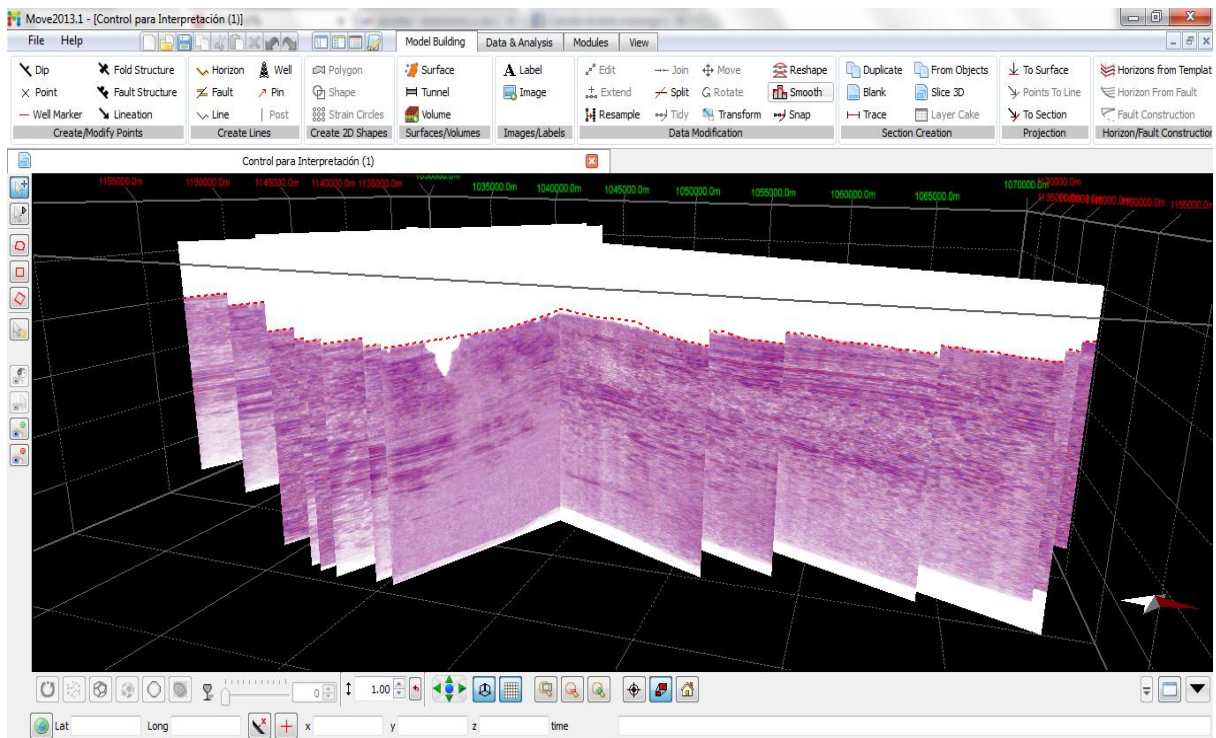 Move2013.1 - [Control para Interpretación (1)]
File Help Model Building Data & Analysis Modules View
Dip Fold Structure Horizon Well Polygon Surface Label Edit Join Move Reshape Duplicate From Objects To Surface Horizons from Templat
Point Fault Structure Fault Pin Shape Tunnel Image Extend Split Rotate Smooth Blank Slice 3D Points To Line Horizon From Fault
Well Marker Lineation Line Post Strain Circles Volume Resample Tidy Transform Snap Trace Layer Cake To Section Fault Construction
Create/Modify Points Create Lines Create 2D Shapes Surfaces/Volumes Images/Labels Data Modification Section Creation Projection Horizon/Fault Construction
Control para Interpretación (1)
1155000.0m 1150000.0m 1145000.0m 1140000.0m 1135000.0m 1035000.0m 1040000.0m 1045000.0m 1050000.0m 1055000.0m 1060000.0m 1065000.0m 1070000.0m 1155000.0m
0 1.00
Lat Long x y z time